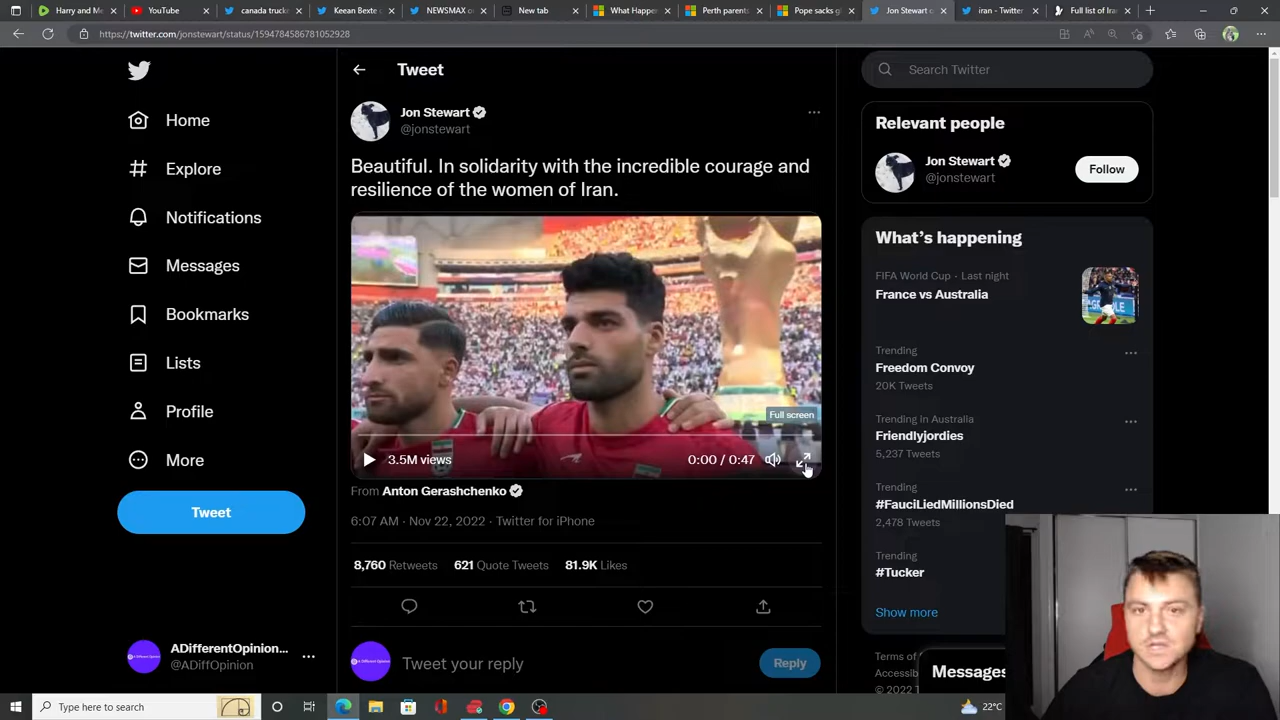 Harry and Me
YouTube
canada truck
Keean Bexte
NEWSMAX o
New tab
What Happe
Perth parents
Pope sacks gl
Jon Stewart o
iran - Twitter
Full list of Ira
https://twitter.com/jonstewart/status/1594784586781052928
Tweet
Search Twitter
Home
Explore
Notifications
Messages
Bookmarks
Lists
Profile
More
Tweet
ADifferentOpinion...
@ADiffOpinion
Jon Stewart
@jonstewart
Beautiful. In solidarity with the incredible courage and
resilience of the women of Iran.
Full screen
3.5M views
0:00 / 0:47
From Anton Gerashchenko
6:07 AM · Nov 22, 2022 · Twitter for iPhone
8,760 Retweets 621 Quote Tweets 81.9K Likes
Tweet your reply
Reply
Relevant people
Jon Stewart
@jonstewart
Follow
What's happening
FIFA World Cup · Last night
France vs Australia
Trending
Freedom Convoy
20K Tweets
Trending in Australia
Friendlyjordies
5,237 Tweets
Trending
#FauciLiedMillionsDied
2,478 Tweets
Trending
#Tucker
Show more
Terms of
Accessib
© 2022 T
Messages
Type here to search
22°C